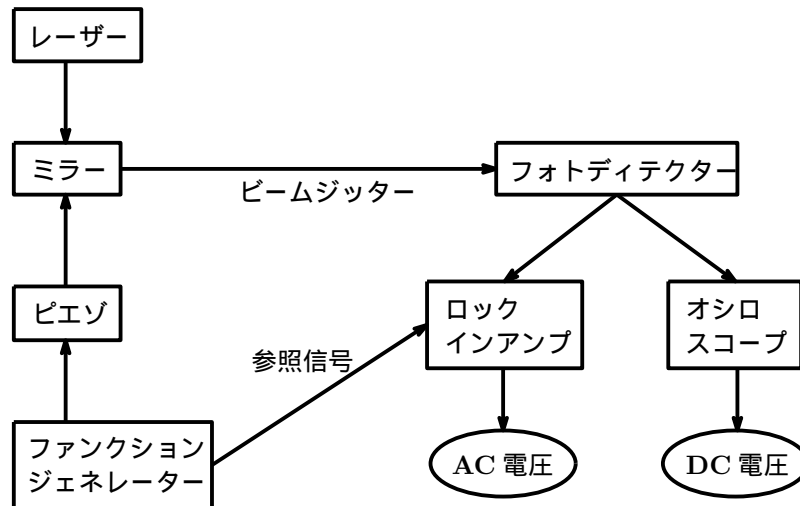 レーザー
ミラー
ビームジッター
フォトディテクター
ピエゾ
ロック
インアンプ
オシロ
スコープ
参照信号
ファンクション
ジェネレーター
AC 電圧
DC 電圧